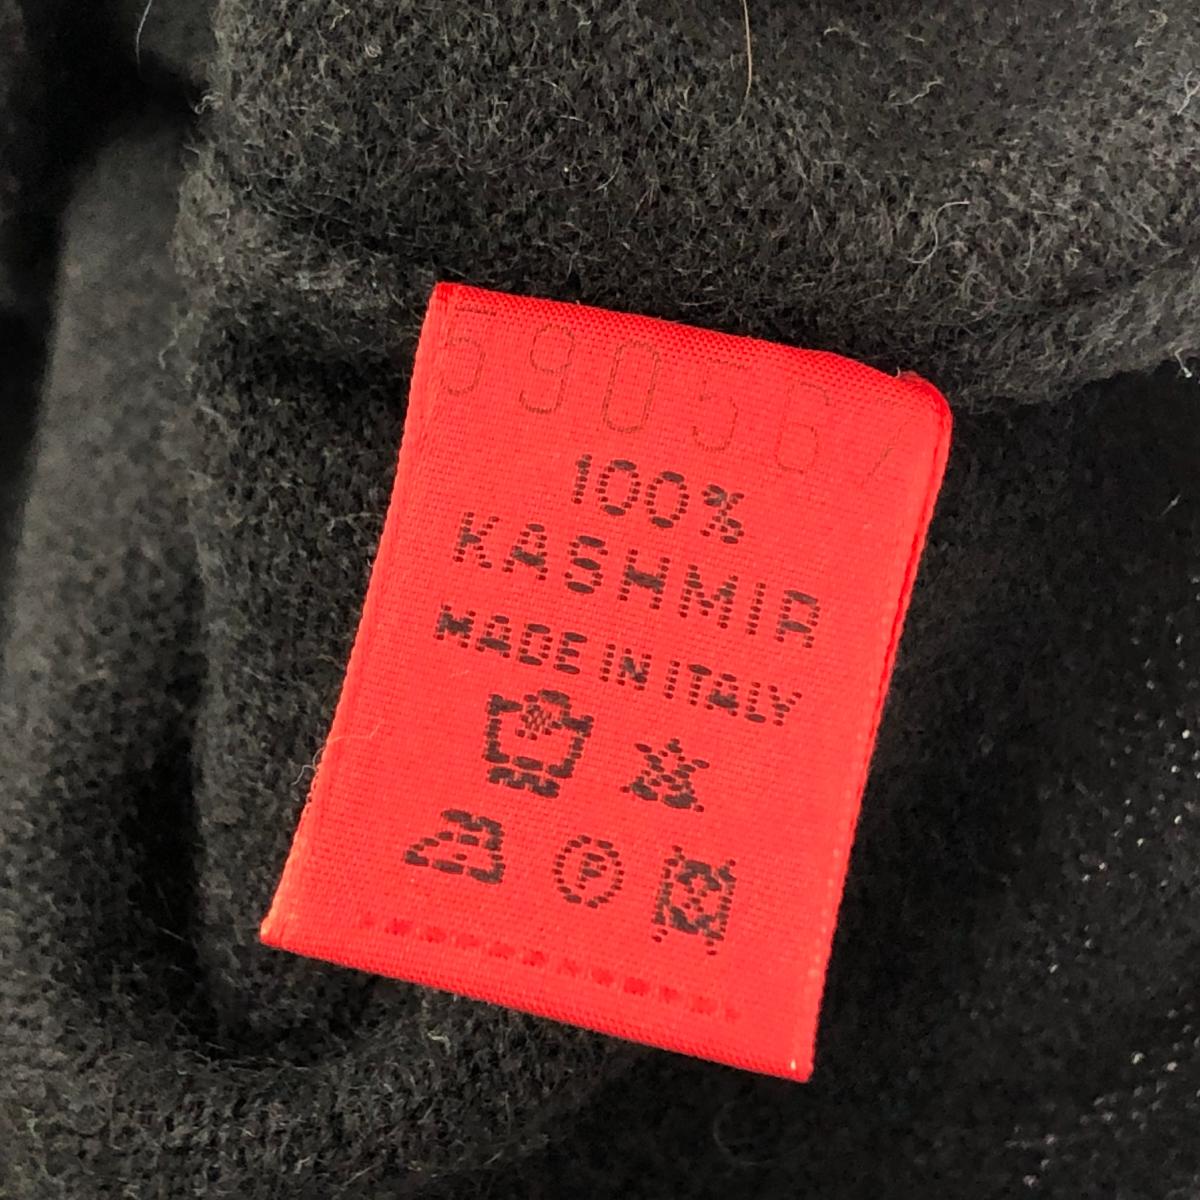 590567
100%
KASHMIR
MADE IN ITALY
P